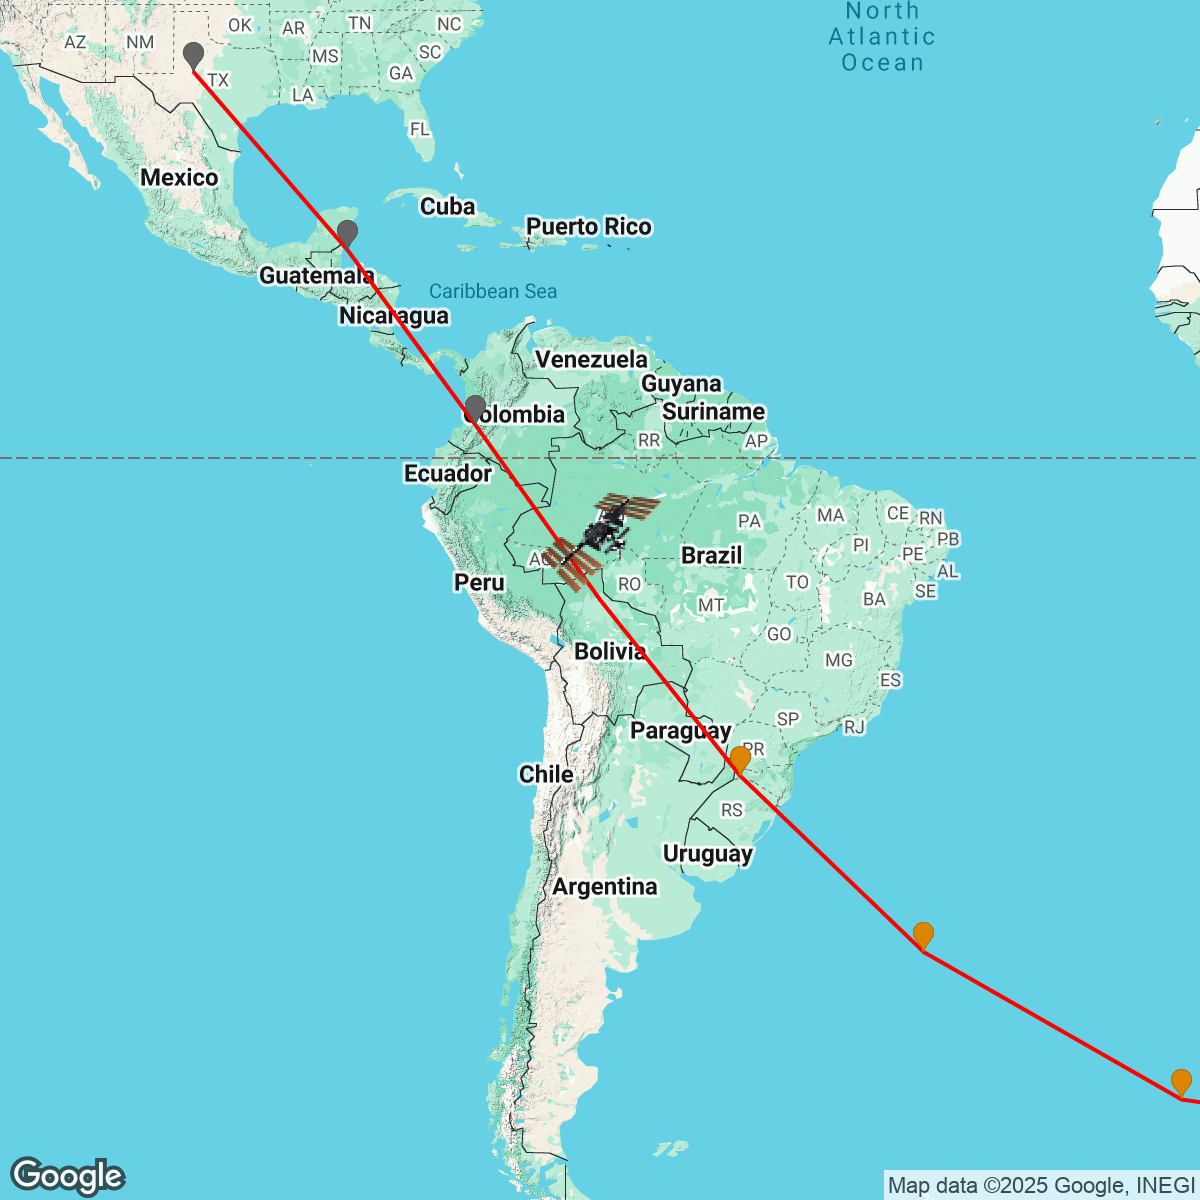 North
Atlantic
Ocean
OK
AR
TN
NC
AZ
NM
MS
SC
TX
GA
LA
FL
Mexico
Cuba
Puerto Rico
Guatemala
Caribbean Sea
Nicaragua
Venezuela
Guyana
Colombia
Suriname
RR
AP
Ecuador
PA
MA
CE
RN
PB
PI
PE
Brazil
AL
Peru
RO
TO
SE
MT
BA
GO
Bolivia
MG
ES
SP
RJ
Paraguay
PR
Chile
RS
Uruguay
Argentina
Google
Map data ©2025 Google, INEGI